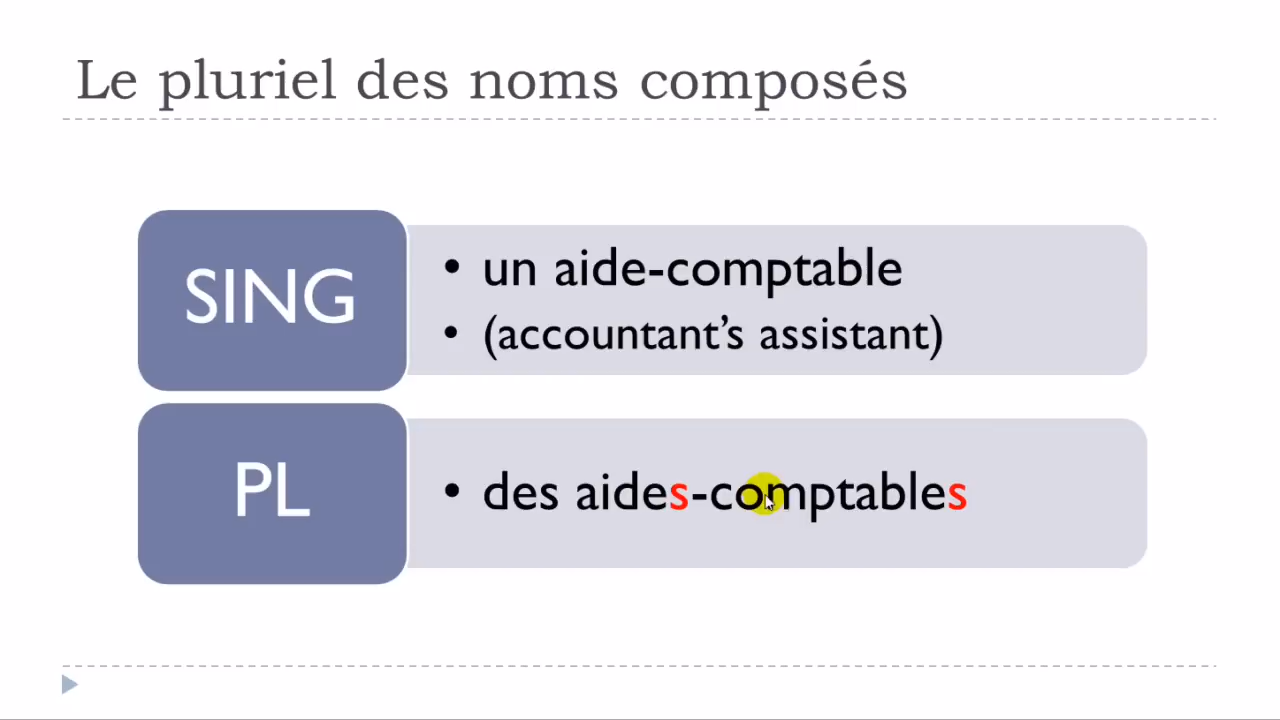 Le pluriel des noms composés
SING
• un aide-comptable
• (accountant’s assistant)
PL
• des aides-comptables